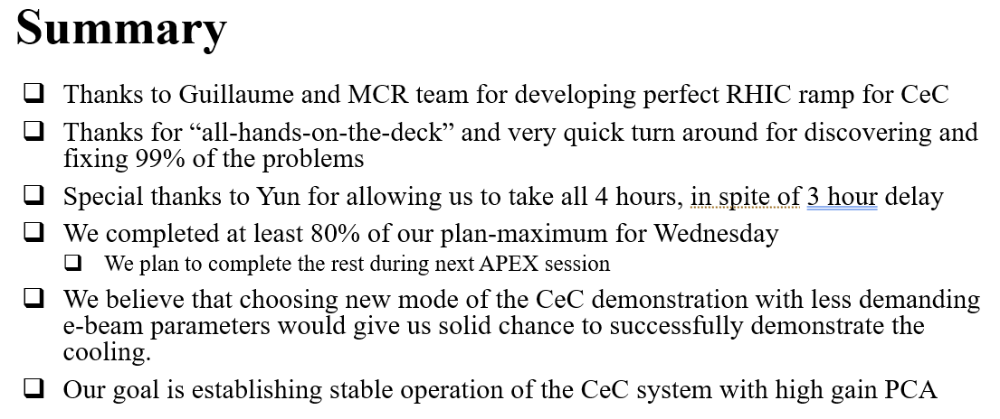 Summary
Thanks to Guillaume and MCR team for developing perfect RHIC ramp for CeC
Thanks for “all-hands-on-the-deck” and very quick turn around for discovering and
fixing 99% of the problems
Special thanks to Yun for allowing us to take all 4 hours, in spite of 3 hour delay
We completed at least 80% of our plan-maximum for Wednesday
We plan to complete the rest during next APEX session
We believe that choosing new mode of the CeC demonstration with less demanding
e-beam parameters would give us solid chance to successfully demonstrate the
cooling.
Our goal is establishing stable operation of the CeC system with high gain PCA